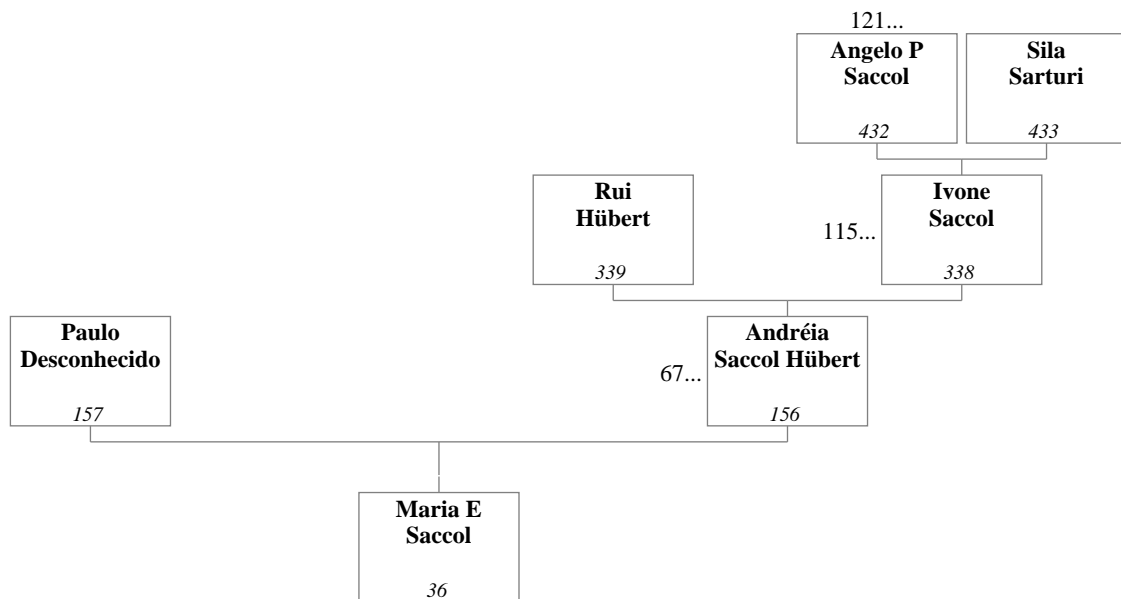 121...
Angelo P
Saccol
432
Sila
Sarturi
433
Rui
Hübert
339
115...
Ivone
Saccol
338
Paulo
Desconhecido
157
67...
Andréia
Saccol Hübert
156
Maria E
Saccol
36